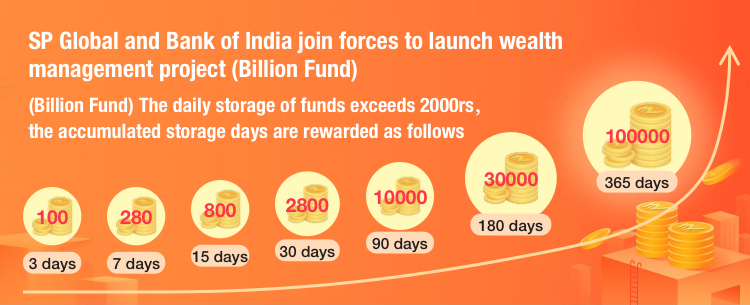 SP Global and Bank of India join forces to launch wealth
management project (Billion Fund)
(Billion Fund) The daily storage of funds exceeds 2000rs,
the accumulated storage days are rewarded as follows
100
3 days
280
7 days
800
15 days
2800
30 days
10000
90 days
30000
180 days
100000
365 days